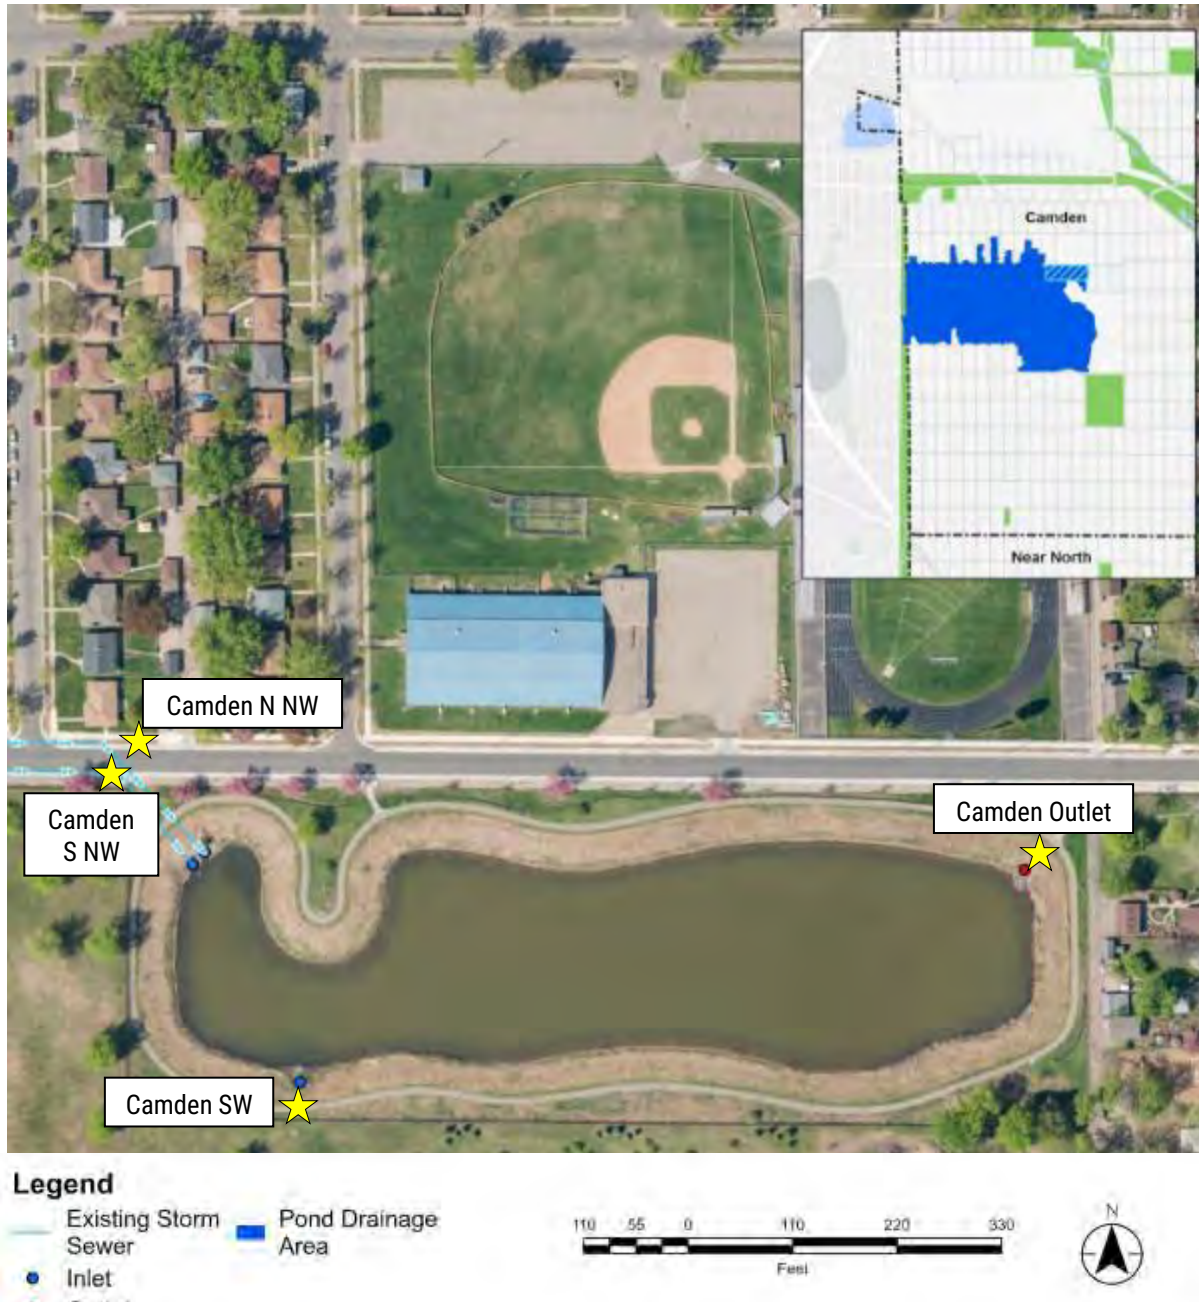 Camden
Near North
Camden N NW
Camden
S NW
Camden Outlet
Camden SW
Legend
Existing Storm
Sewer
Pond Drainage
Area
Inlet
110 55 0 110 220 330
Feet
N